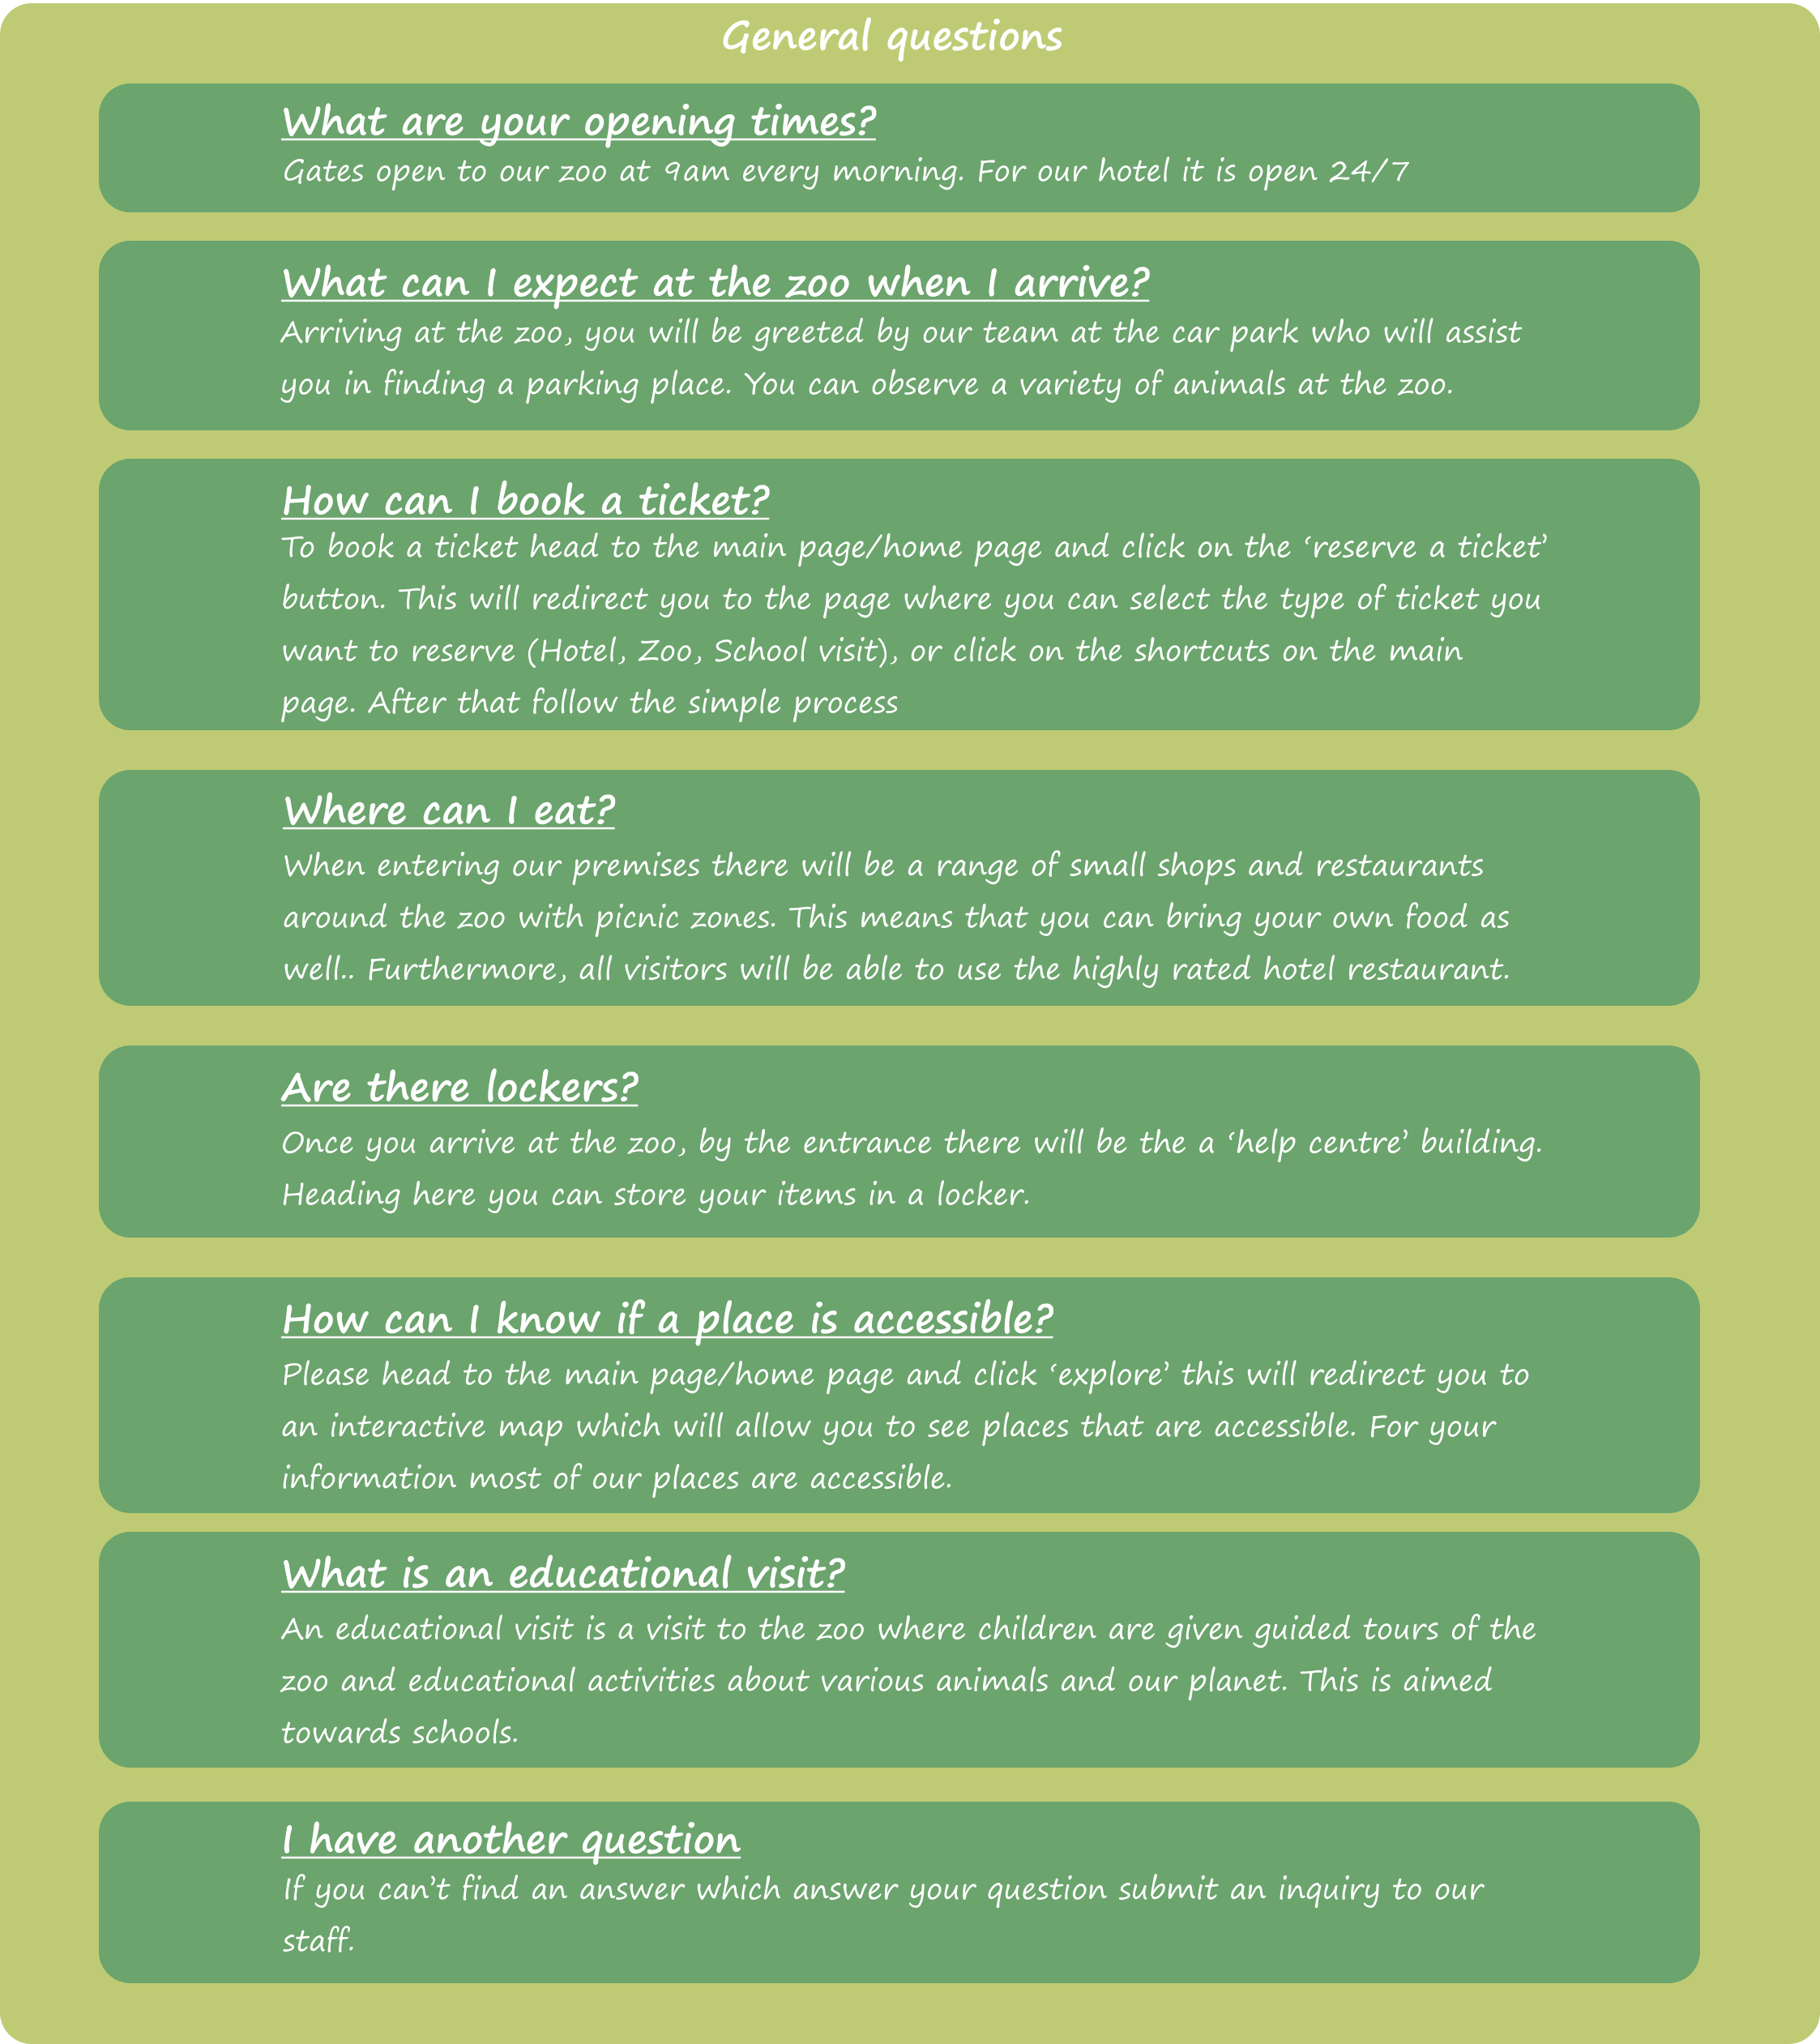 General questions
What are your opening times?
Gates open to our zoo at 9am every morning. For our hotel it is open 24/7
What can I expect at the zoo when I arrive?
Arriving at the zoo, you will be greeted by our team at the car park who will assist
you in finding a parking place. You can observe a variety of animals at the zoo.
How can I book a ticket?
To book a ticket head to the main page/home page and click on the ‘reserve a ticket’
button. This will redirect you to the page where you can select the type of ticket you
want to reserve (Hotel, Zoo, School visit), or click on the shortcuts on the main
page. After that follow the simple process
Where can I eat?
When entering our premises there will be a range of small shops and restaurants
around the zoo with picnic zones. This means that you can bring your own food as
well.. Furthermore, all visitors will be able to use the highly rated hotel restaurant.
Are there lockers?
Once you arrive at the zoo, by the entrance there will be the a ‘help centre’ building.
Heading here you can store your items in a locker.
How can I know if a place is accessible?
Please head to the main page/home page and click ‘explore’ this will redirect you to
an interactive map which will allow you to see places that are accessible. For your
information most of our places are accessible.
What is an educational visit?
An educational visit is a visit to the zoo where children are given guided tours of the
zoo and educational activities about various animals and our planet. This is aimed
towards schools.
I have another question
If you can’t find an answer which answer your question submit an inquiry to our
staff.